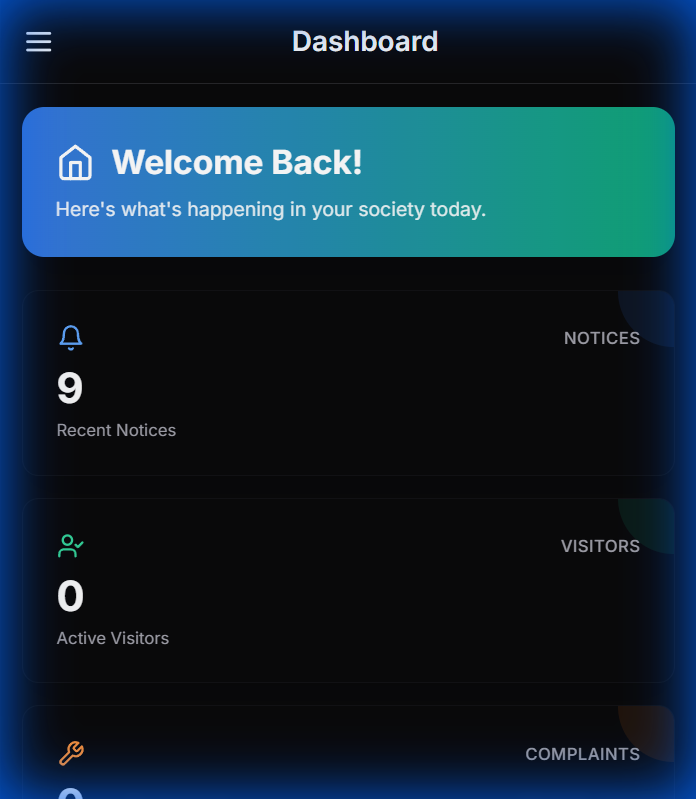 Dashboard
Welcome Back!
Here's what's happening in your society today.
NOTICES
9
Recent Notices
VISITORS
0
Active Visitors
COMPLAINTS